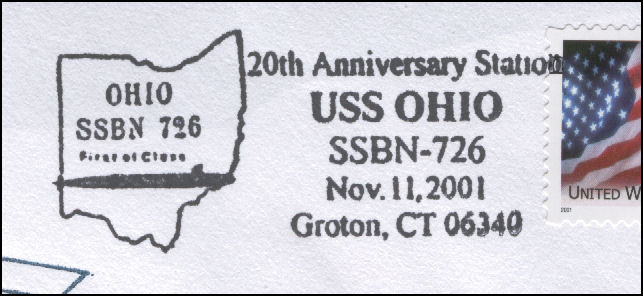 OHIO
SSBN 726
First of Class
20th Anniversary Station
USS OHIO
SSBN-726
Nov. 11, 2001
Groton, CT 06340
UNITED
2001